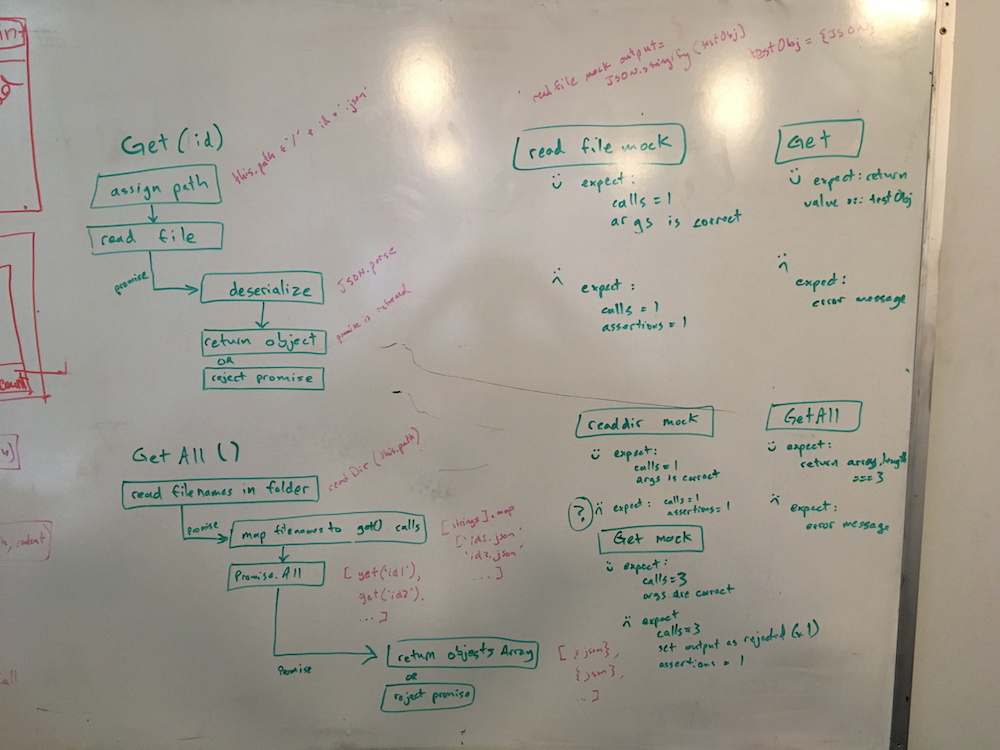 in
Get (id)
assign path
this.path + '/' + id + '.json'
read file
promise
deserialize
JSON.parse
return object
promise is returned
OR
reject promise
read file mock output =
JSON.stringify (testObj)
testObj = {JSON}
read file mock
expect:
calls = 1
args is correct
expect:
calls = 1
assertions = 1
Get
expect: return
value == testObj
expect:
error message
Get All ()
read filenames in folder
readDir (this.path)
promise
map filenames to get() calls
[strings].map
['id1.json'
'id2.json'
...]
Promise.All
[ get('id1'),
get('id2'),
...]
Promise
return objects Array
[ {json},
{json},
...]
OR
reject promise
readdir mock
expect:
calls = 1
args is correct
?
expect: calls = 1
assertions = 1
Get mock
expect:
calls = 3
args are correct
expect
calls = 3
set output as rejected (x1)
assertions = 1
GetAll
expect:
return array.length
=== 3
expect:
error message
, content
all